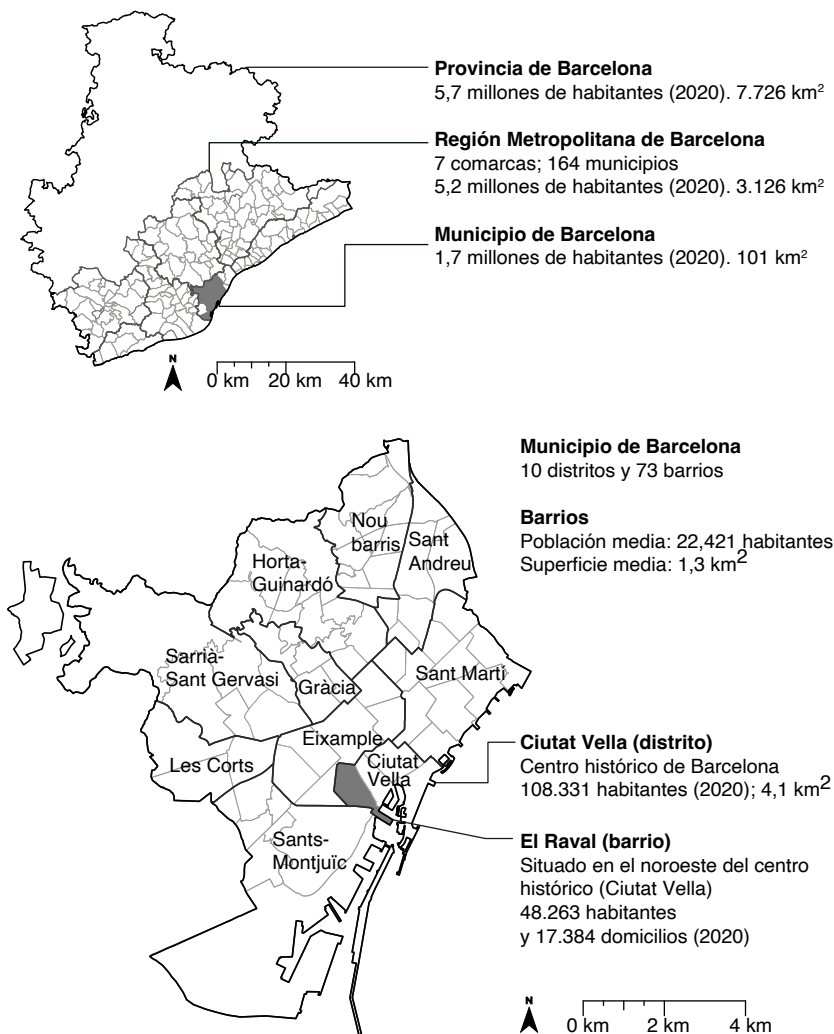 Provincia de Barcelona
5,7 millones de habitantes (2020). 7.726 km²
Región Metropolitana de Barcelona
7 comarcas; 164 municipios
5,2 millones de habitantes (2020). 3.126 km²
Municipio de Barcelona
1,7 millones de habitantes (2020). 101 km²
N
0 km 20 km 40 km
Municipio de Barcelona
10 distritos y 73 barrios
Barrios
Población media: 22,421 habitantes
Superficie media: 1,3 km²
Nou
barris
Sant
Andreu
Horta-
Guinardó
Sarrià-
Sant Gervasi
Gràcia
Sant Martí
Eixample
Les Corts
Ciutat
Vella
Sants-
Montjuïc
Ciutat Vella (distrito)
Centro histórico de Barcelona
108.331 habitantes (2020); 4,1 km²
El Raval (barrio)
Situado en el noroeste del centro
histórico (Ciutat Vella)
48.263 habitantes
y 17.384 domicilios (2020)
N
0 km 2 km 4 km